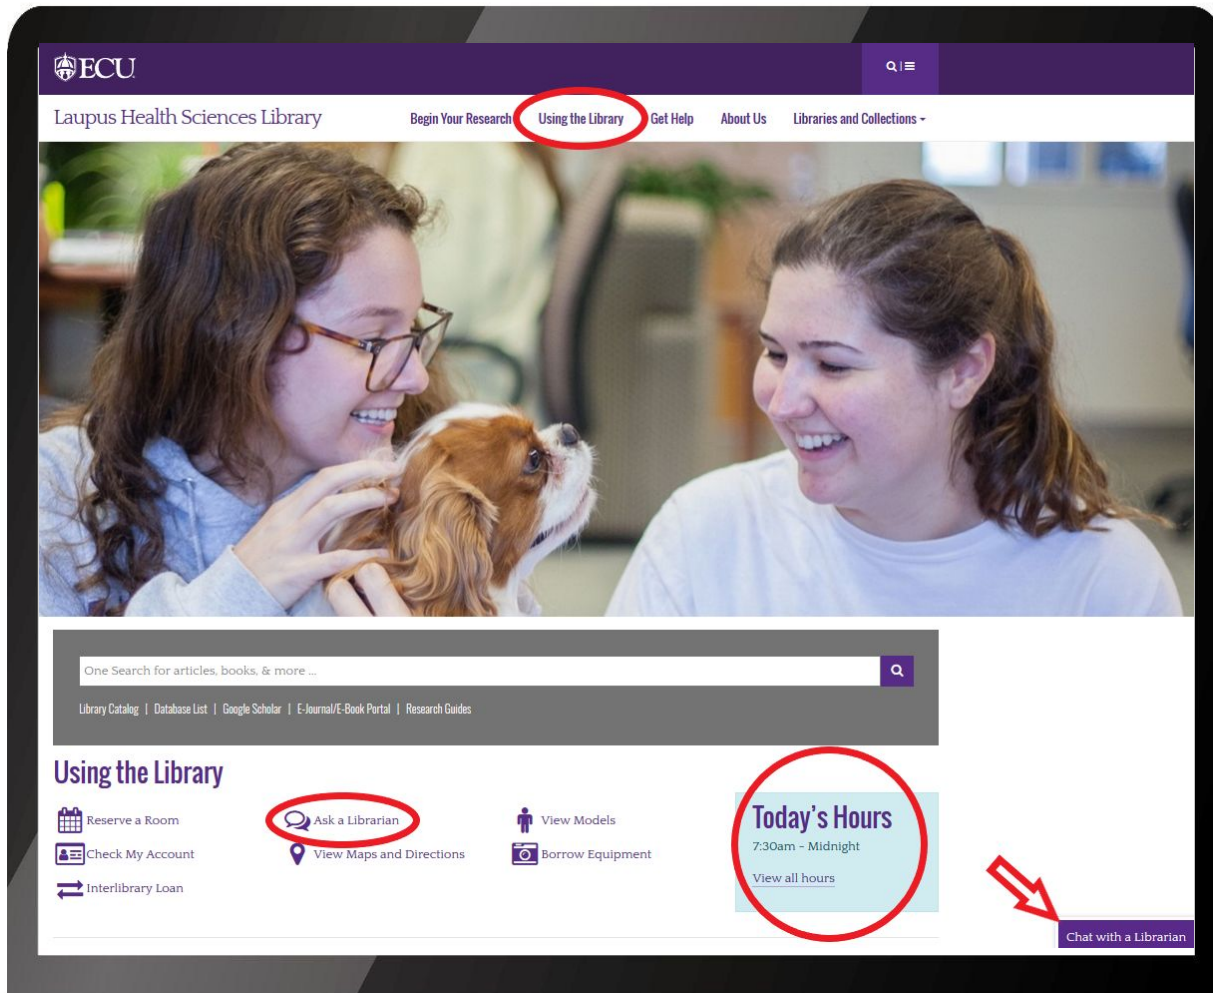 ECU
Laupus Health Sciences Library
Begin Your Research
Using the Library
Get Help
About Us
Libraries and Collections
One Search for articles, books, & more ...
Library Catalog | Database List | Google Scholar | E-Journal/E-Book Portal | Research Guides
Using the Library
Reserve a Room
Ask a Librarian
View Models
Check My Account
View Maps and Directions
Borrow Equipment
Interlibrary Loan
Today's Hours
7:30am - Midnight
View all hours
Chat with a Librarian